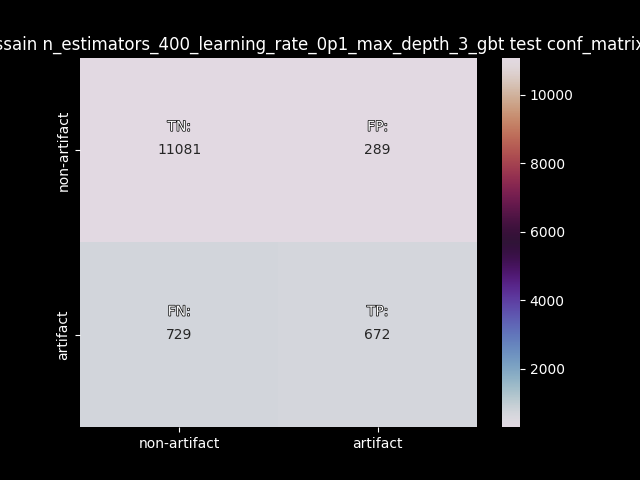 ssain n_estimators_400_learning_rate_0p1_max_depth_3_gbt test conf_matrix
non-artifact
TN:
11081
FP:
289
artifact
FN:
729
TP:
672
non-artifact
artifact
10000
8000
6000
4000
2000